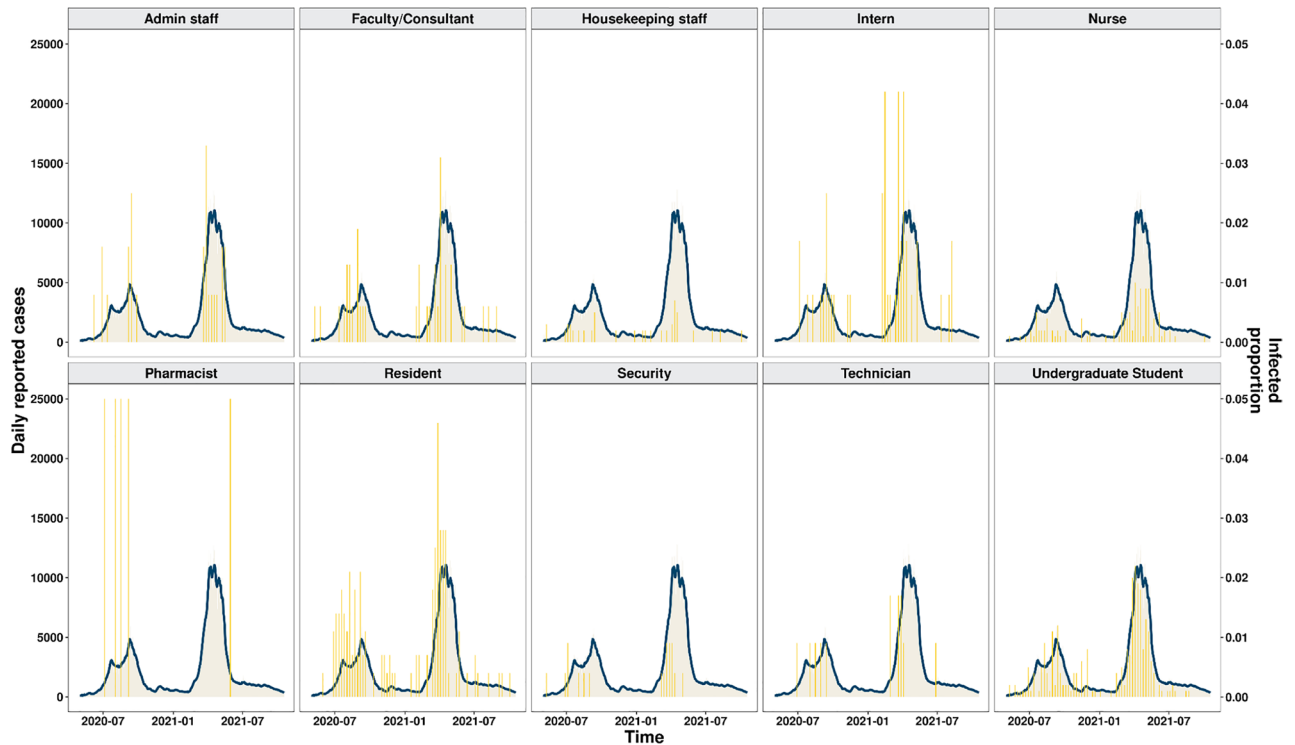 Admin staff Faculty/Consultant Housekeeping staff Intern Nurse
25000 0.05
20000 0.04
15000 0.03
10000 0.02
5000 0.01
0 0.00
Daily reported cases
Infected
proportion
Pharmacist Resident Security Technician Undergraduate Student
25000 0.05
20000 0.04
15000 0.03
10000 0.02
5000 0.01
0 0.00
2020-07 2021-01 2021-07 2020-07 2021-01 2021-07 2020-07 2021-01 2021-07 2020-07 2021-01 2021-07 2020-07 2021-01 2021-07
Time